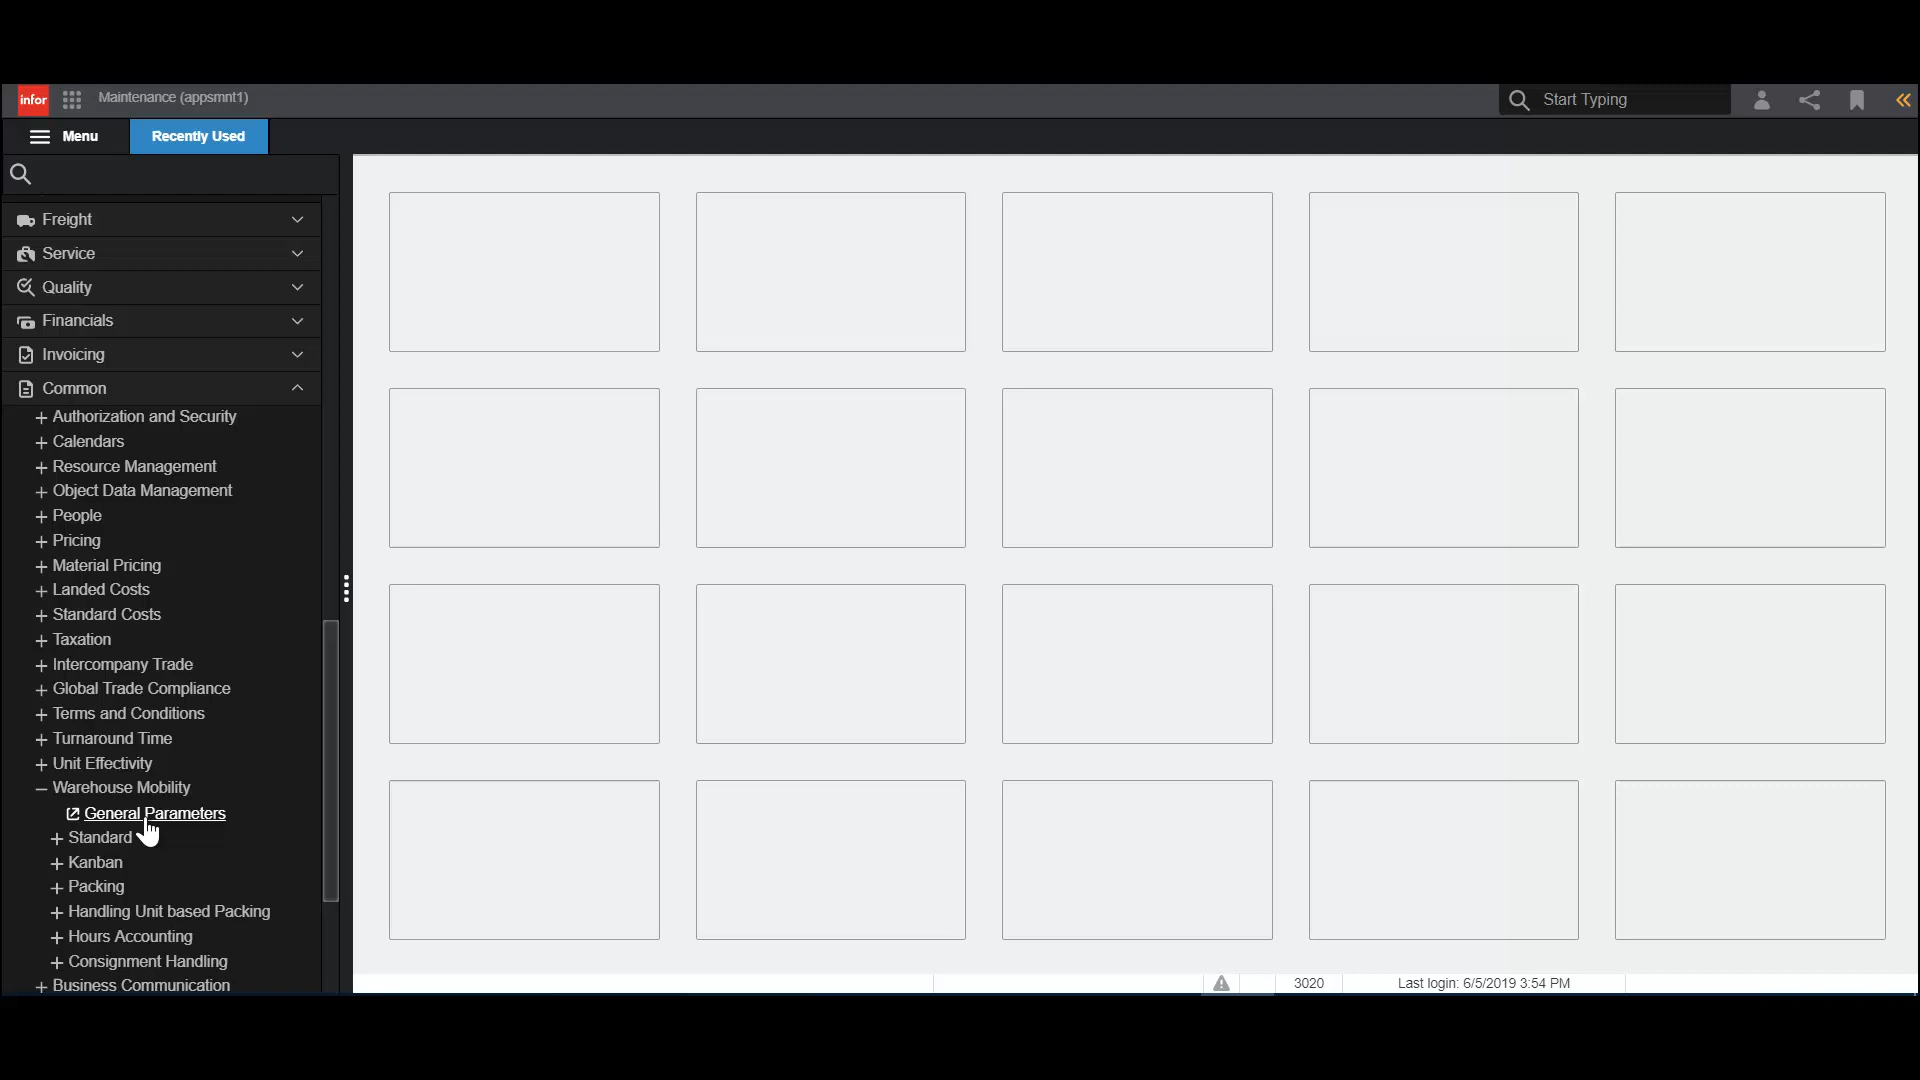 infor
Maintenance (appsmnt1)
Start Typing
Menu
Recently Used
Freight
Service
Quality
Financials
Invoicing
Common
Authorization and Security
Calendars
Resource Management
Object Data Management
People
Pricing
Material Pricing
Landed Costs
Standard Costs
Taxation
Intercompany Trade
Global Trade Compliance
Terms and Conditions
Turnaround Time
Unit Effectivity
Warehouse Mobility
General Parameters
Standard
Kanban
Packing
Handling Unit based Packing
Hours Accounting
Consignment Handling
Business Communication
3020
Last login: 6/5/2019 3:54 PM